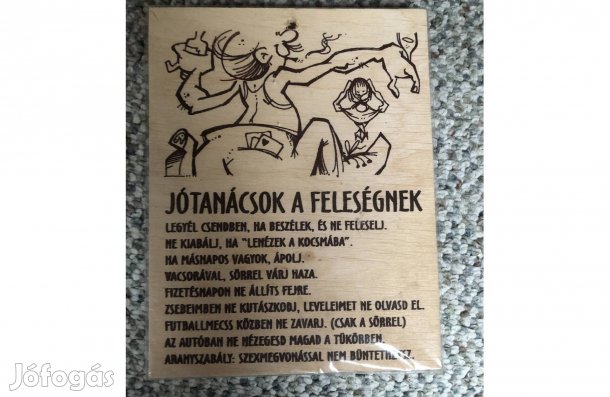 JÓTANÁCSOK A FELESÉGNEK
LEGYÉL CSENDBEN, HA BESZÉLEK, ÉS NE FELESELJ.
NE KIABÁLJ, HA "LENÉZEK A KOCSMÁBA".
HA MÁSNAPOS VAGYOK, ÁPOLJ.
VACSORÁVAL, SÖRREL VÁRJ HAZA.
FIZETÉSNAPON NE ÁLLÍTS FEJRE.
ZSEBEIMBEN NE KUTÁSZKODJ, LEVELEIMET NE OLVASD EL.
FUTBALLMECSS KÖZBEN NE ZAVARJ. (CSAK A SÖRREL)
AZ AUTÓBAN NE NÉZEGESD MAGAD A TÜKÖRBEN.
ARANYSZABÁLY: SZEXMEGVONÁSSAL NEM BÜNTETHETSZ.
Jófogás